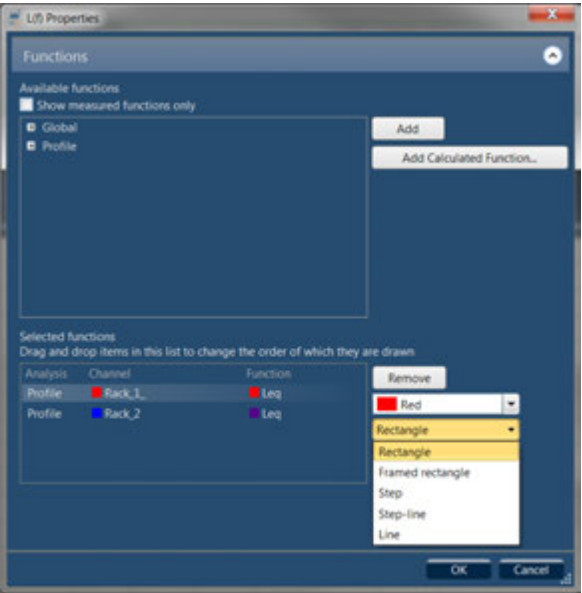 L(f) Properties
Functions
Available functions
Show measured functions only
Global
Profile
Add
Add Calculated Function...
Selected functions
Drag and drop items in this list to change the order of which they are drawn
Analysis Channel Function
Profile Rack_1_ Leq
Profile Rack_2 Leq
Remove
Red
Rectangle
Rectangle
Framed rectangle
Step
Step-line
Line
OK Cancel